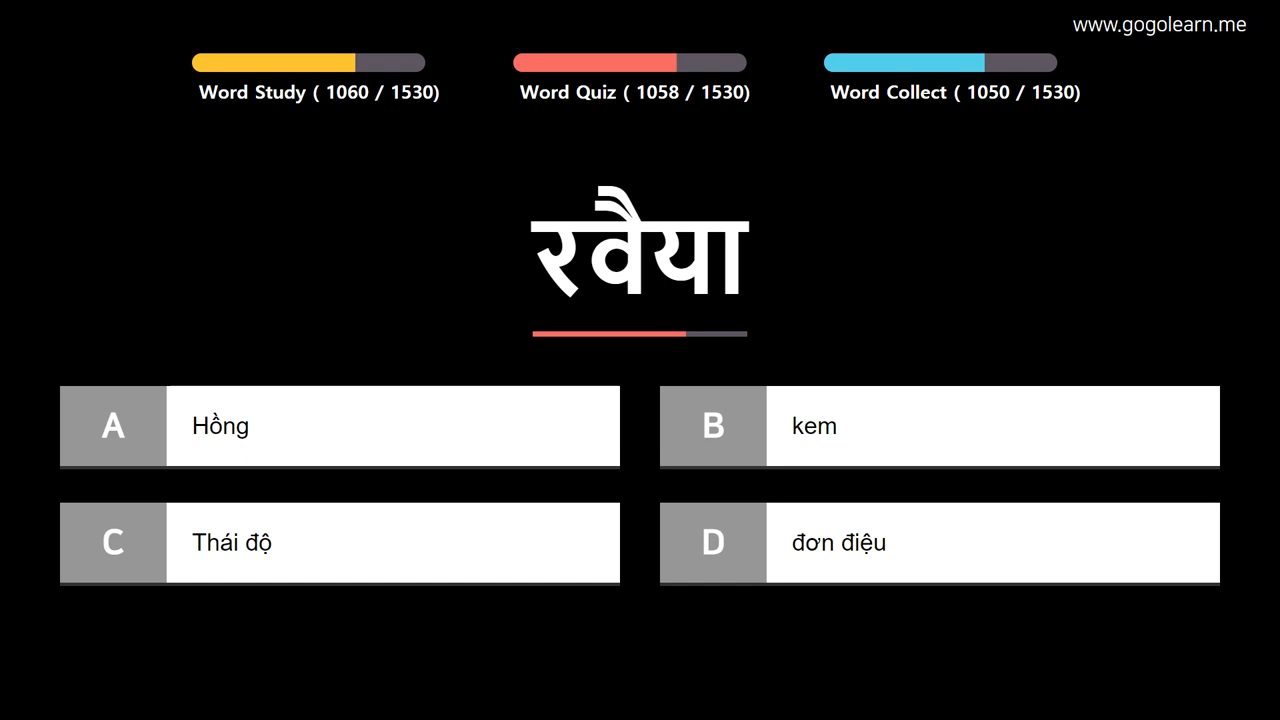 www.gogolearn.me
Word Study ( 1060 / 1530)
Word Quiz ( 1058 / 1530)
Word Collect ( 1050 / 1530)
रवैया
A Hồng
B kem
C Thái độ
D đơn điệu